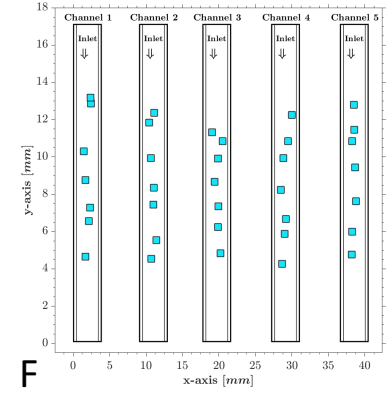 Channel 1 Channel 2 Channel 3 Channel 4 Channel 5
Inlet Inlet Inlet Inlet Inlet
18
16
14
12
10
8
6
4
2
0
y-axis [mm]
0 5 10 15 20 25 30 35 40
x-axis [mm]
F